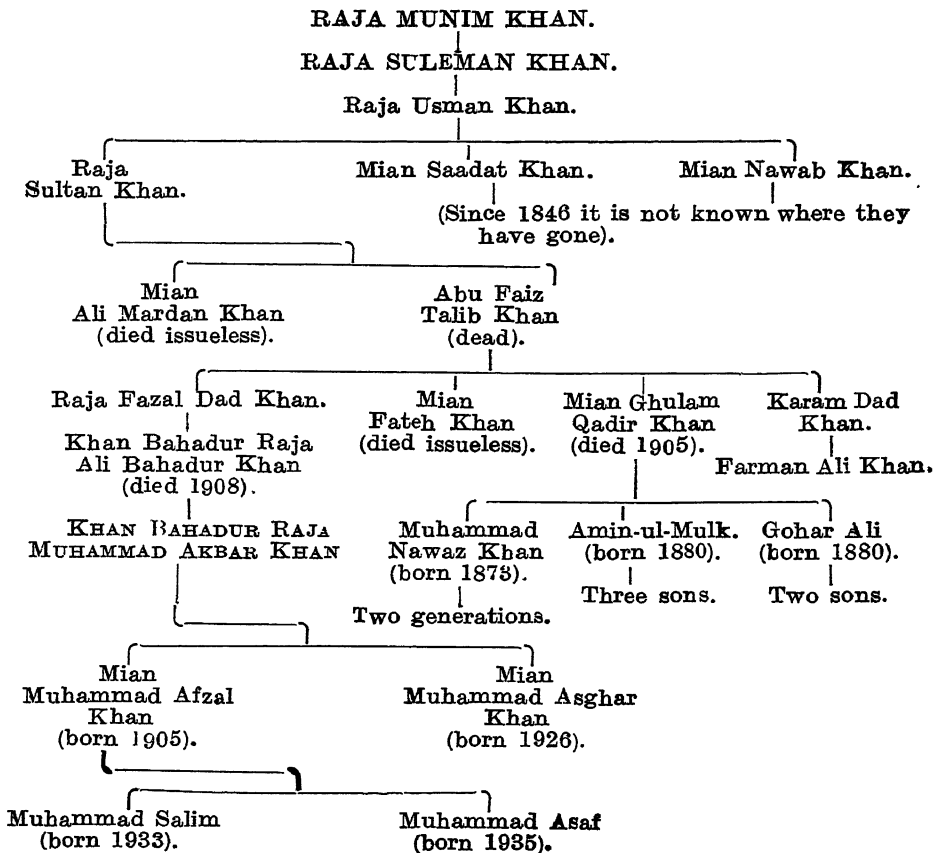 RAJA MUNIM KHAN.
RAJA SULEMAN KHAN.
Raja Usman Khan.
Raja
Sultan Khan.
Mian Saadat Khan.
Mian Nawab Khan.
(Since 1846 it is not known where they
have gone).
Mian
Ali Mardan Khan
(died issueless).
Abu Faiz
Talib Khan
(dead).
Raja Fazal Dad Khan.
Mian
Fateh Khan
(died issueless).
Mian Ghulam
Qadir Khan
(died 1905).
Karam Dad
Khan.
Khan Bahadur Raja
Ali Bahadur Khan
(died 1908).
Farman Ali Khan.
KHAN BAHADUR RAJA
MUHAMMAD AKBAR KHAN
Muhammad
Nawaz Khan
(born 1873).
Amin-ul-Mulk.
(born 1880).
Gohar Ali
(born 1880).
Two generations.
Three sons.
Two sons.
Mian
Muhammad Afzal
Khan
(born 1905).
Mian
Muhammad Asghar
Khan
(born 1926).
Muhammad Salim
(born 1933).
Muhammad Asaf
(born 1935).